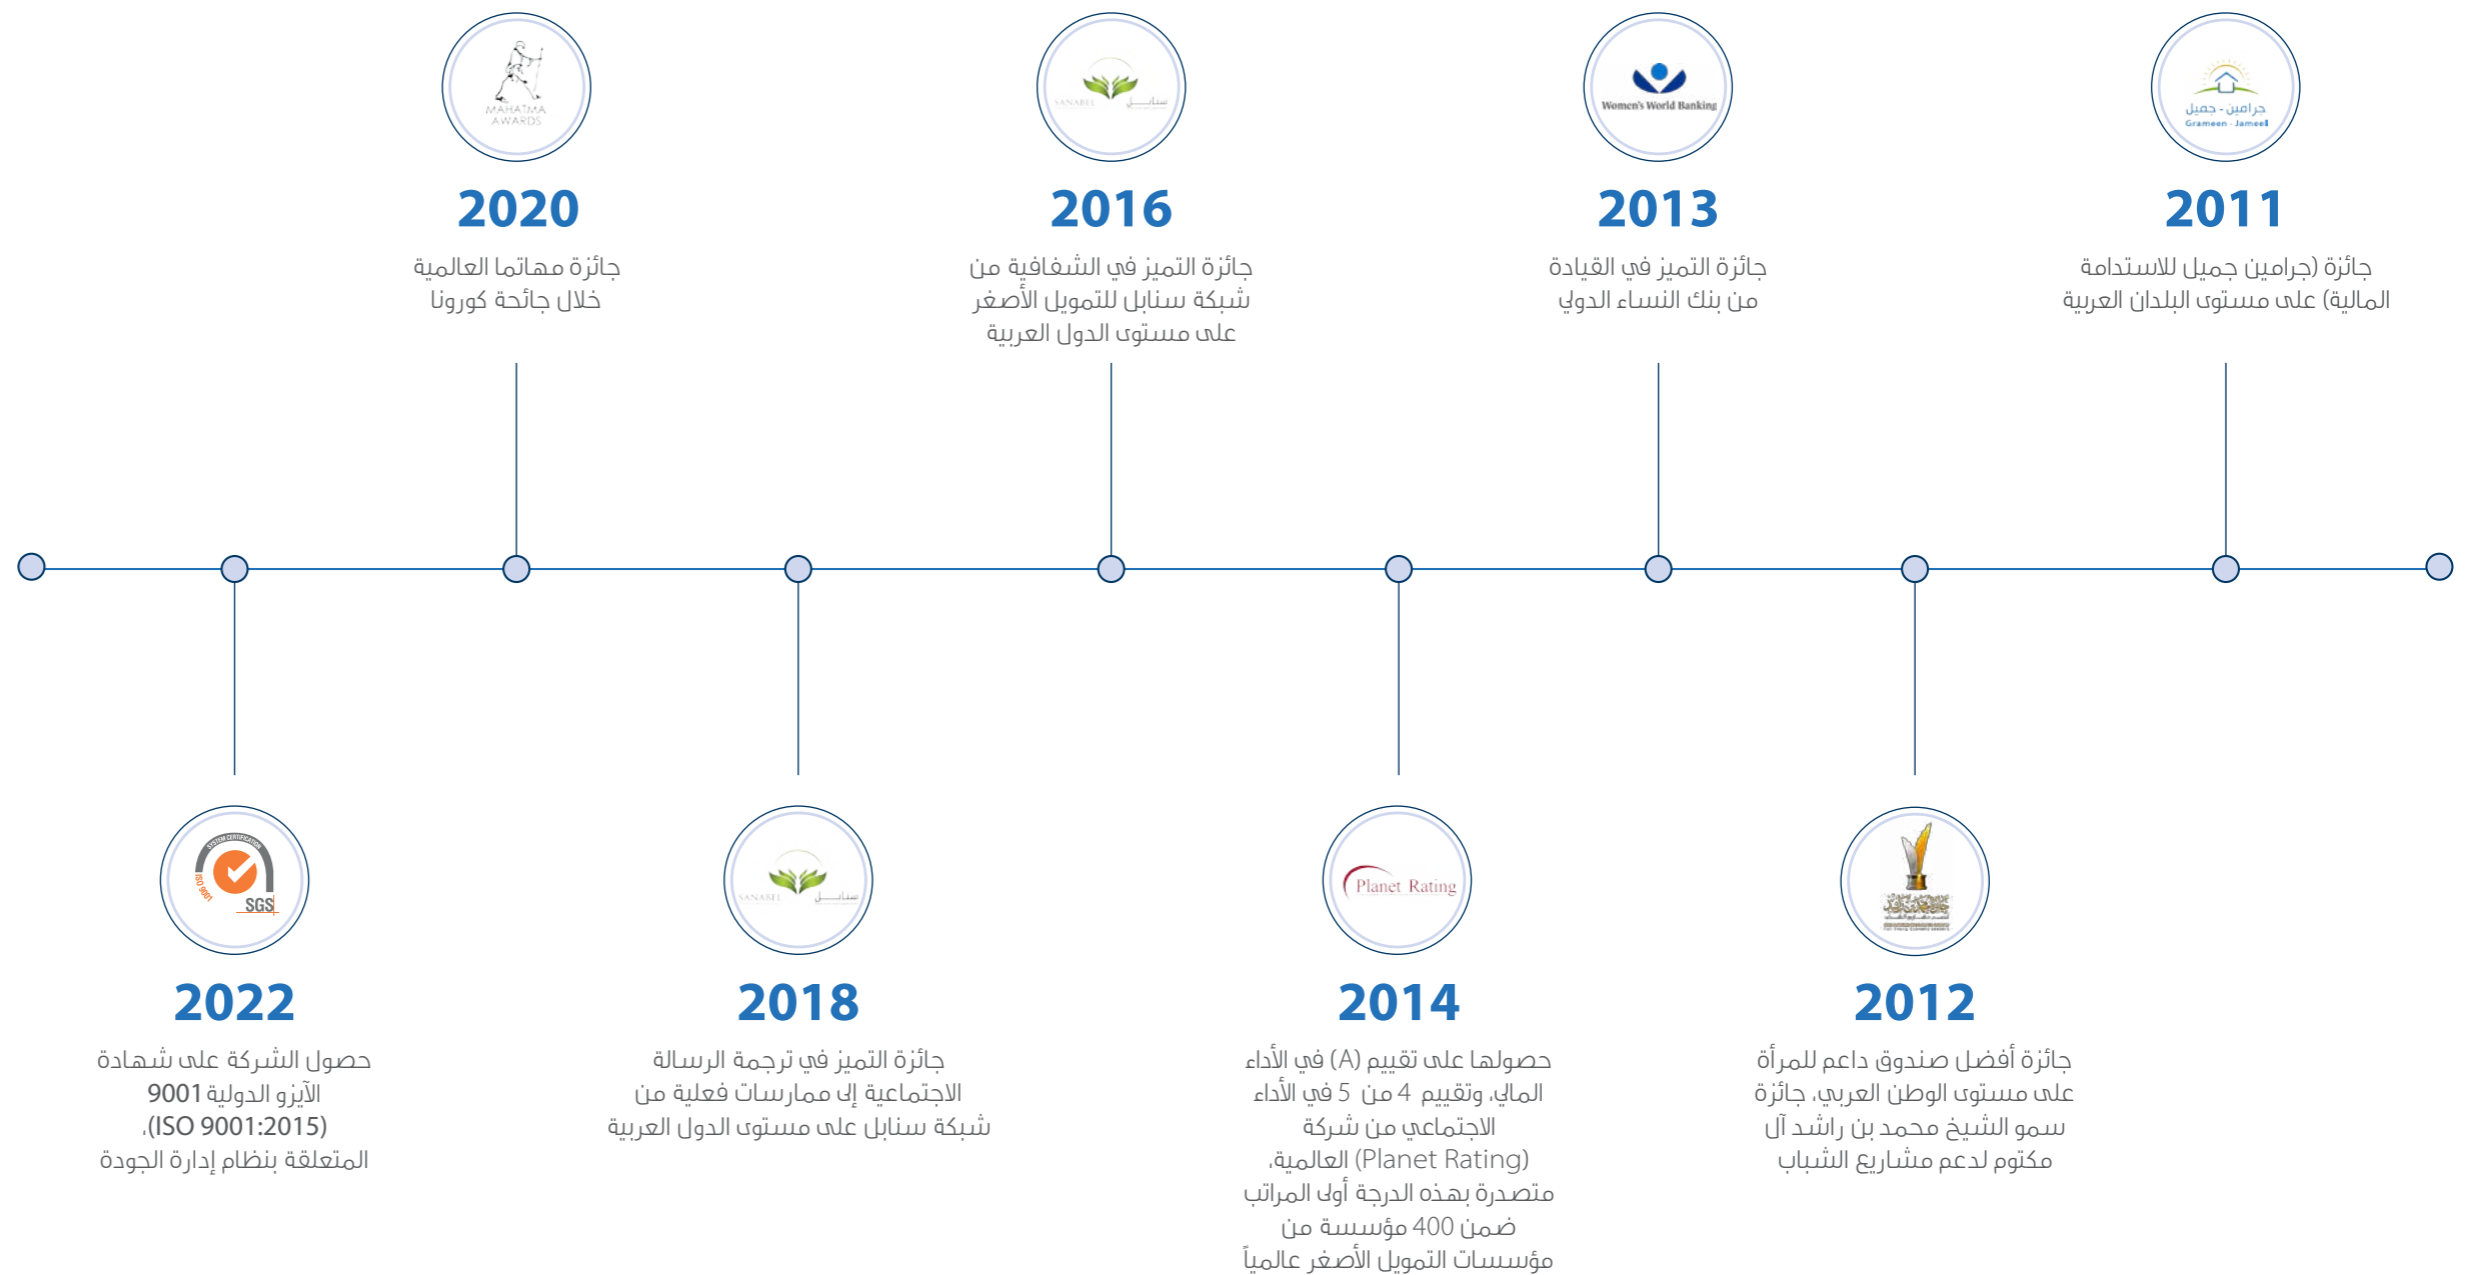 جرامين - جميل
Grameen - Jameel
2011
جائزة (جرامين جميل للاستدامة
المالية) على مستوى البلدان العربية
Women's World Banking
2013
جائزة التميز في القيادة
من بنك النساء الدولي
SANABEL سنابل
2016
جائزة التميز في الشفافية من
شبكة سنابل للتمويل الأصغر
على مستوى الدول العربية
MAHATMA
AWARDS
2020
جائزة مهاتما العالمية
خلال جائحة كورونا
2012
جائزة أفضل صندوق داعم للمرأة
على مستوى الوطن العربي، جائزة
سمو الشيخ محمد بن راشد آل
مكتوم لدعم مشاريع الشباب
Planet Rating
2014
حصولها على تقييم (A) في الأداء
المالي، وتقييم 4 من 5 في الأداء
الاجتماعي من شركة
(Planet Rating) العالمية،
متصدرة بهذه الدرجة أولى المراتب
ضمن 400 مؤسسة من
مؤسسات التمويل الأصغر عالمياً
SANABEL سنابل
2018
جائزة التميز في ترجمة الرسالة
الاجتماعية إلى ممارسات فعلية من
شبكة سنابل على مستوى الدول العربية
SYSTEM CERTIFICATION
ISO 9001
SGS
2022
حصول الشركة على شهادة
الآيزو الدولية 9001
(ISO 9001:2015)،
المتعلقة بنظام إدارة الجودة